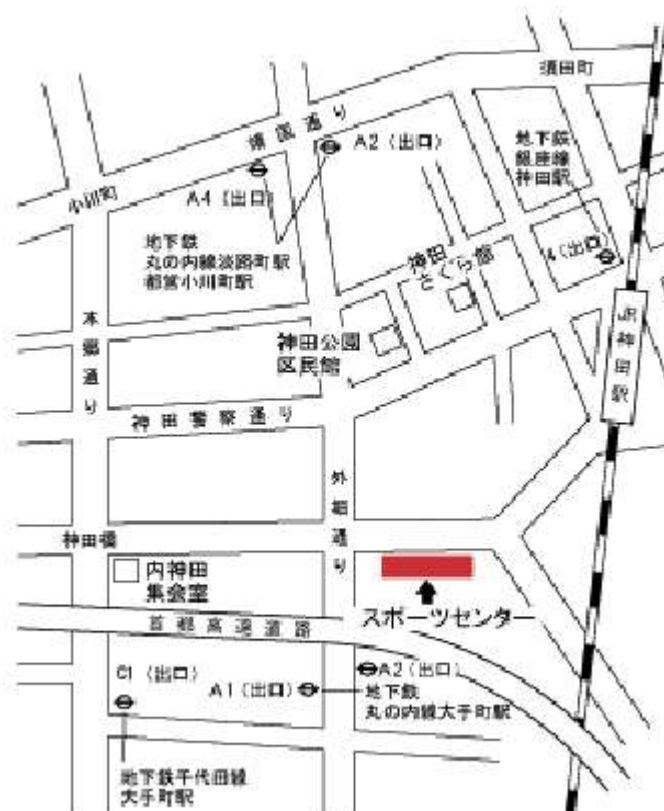 須田町
靖国通り
小川町
A2（出口）
A4（出口）
地下鉄
銀座線
神田駅
4（出口）
地下鉄
丸の内線淡路町駅
都営小川町駅
神田
さくら館
神田公園
区民館
本郷通り
神田警察通り
JR神田駅
外堀通り
神田橋
内神田
集会室
スポーツセンター
首都高速道路
C1（出口）
A1（出口）
A2（出口）
地下鉄
丸の内線大手町駅
地下鉄千代田線
大手町駅